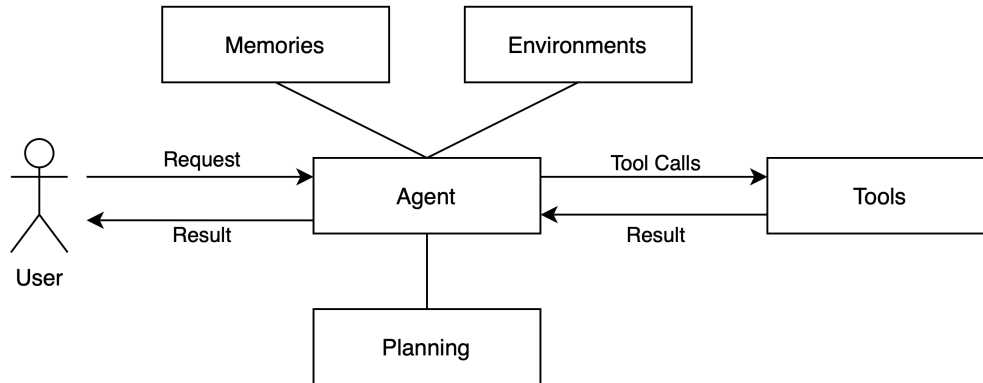 Memories
Environments
Request
Tool Calls
Agent
Tools
Result
Result
User
Planning